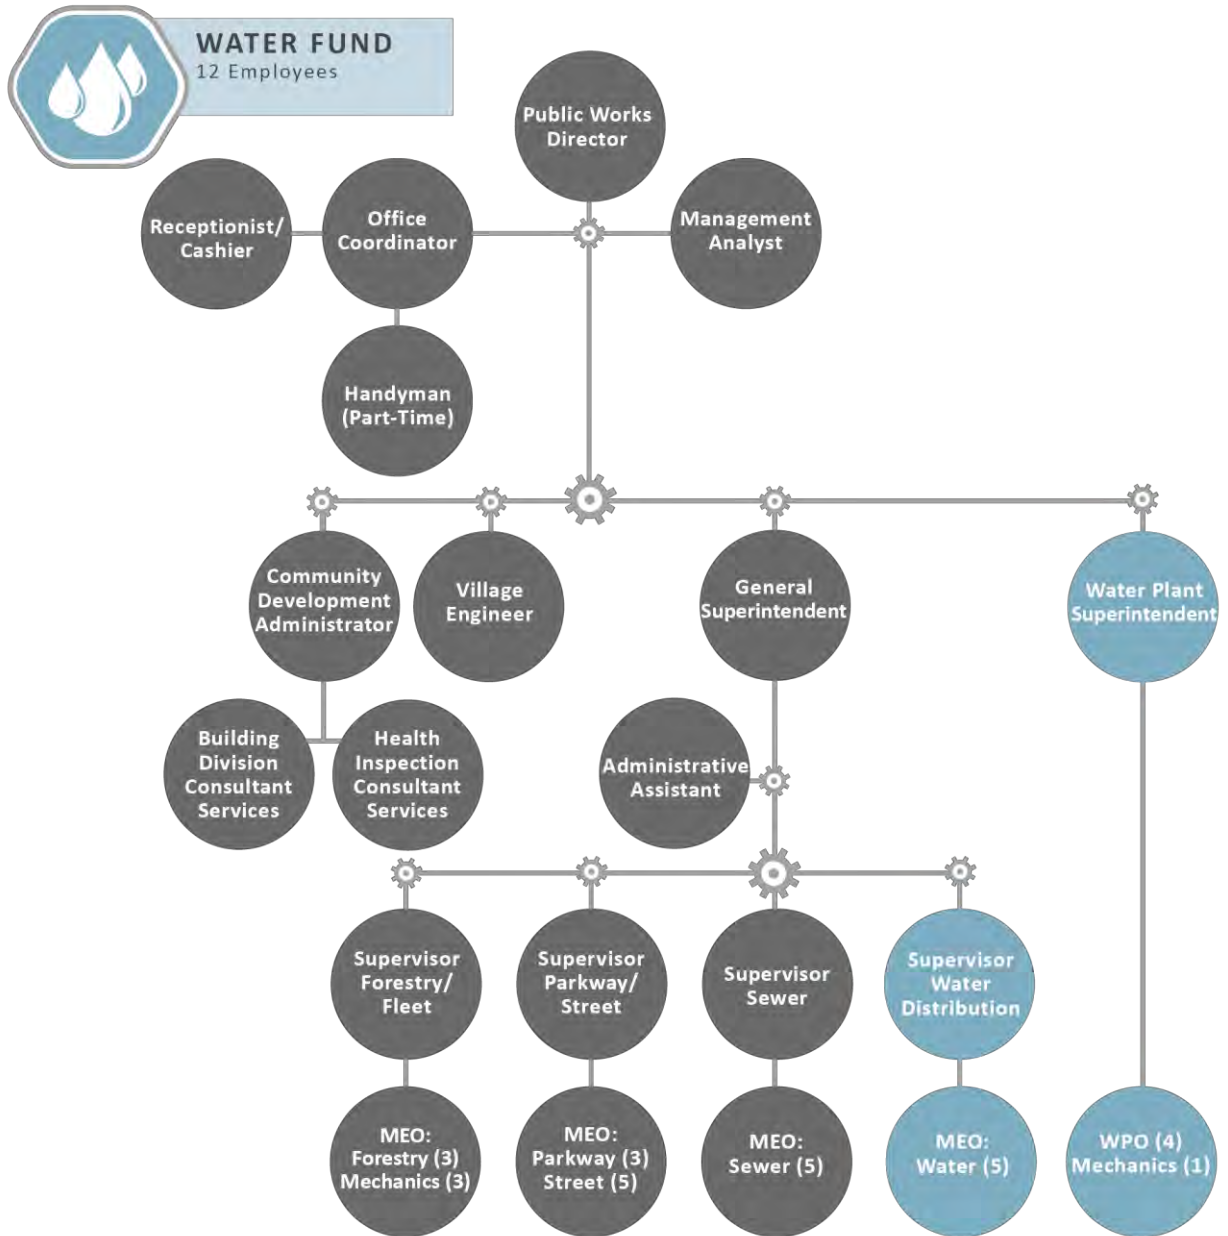 WATER FUND
12 Employees
Public Works
Director
Receptionist/
Cashier
Office
Coordinator
Management
Analyst
Handyman
(Part-Time)
Community
Development
Administrator
Village
Engineer
General
Superintendent
Water Plant
Superintendent
Building
Division
Consultant
Services
Health
Inspection
Consultant
Services
Administrative
Assistant
Supervisor
Forestry/
Fleet
Supervisor
Parkway/
Street
Supervisor
Sewer
Supervisor
Water
Distribution
MEO:
Forestry (3)
Mechanics (3)
MEO:
Parkway (3)
Street (5)
MEO:
Sewer (5)
MEO:
Water (5)
WPO (4)
Mechanics (1)